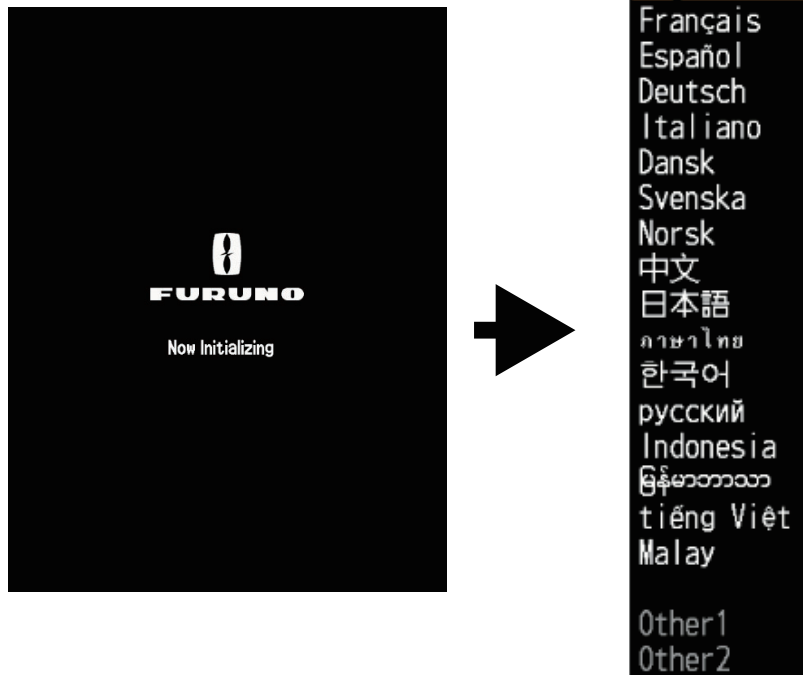 FURUNO
Now Initializing
Français
Español
Deutsch
Italiano
Dansk
Svenska
Norsk
中文
日本語
ภาษาไทย
한국어
русский
Indonesia
မြန်မာဘာသာ
tiếng Việt
Malay
Other1
Other2